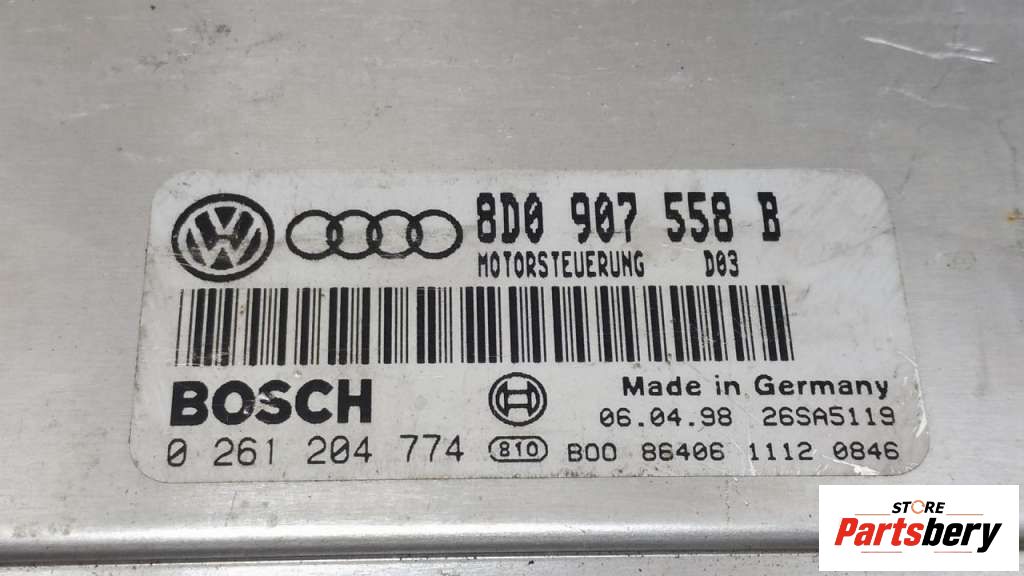 8D0 907 558 B
MOTORSTEUERUNG D03
BOSCH
Made in Germany
06.04.98 26SA5119
0 261 204 774 810 B00 86406 1112 0846
STORE
Partsbery